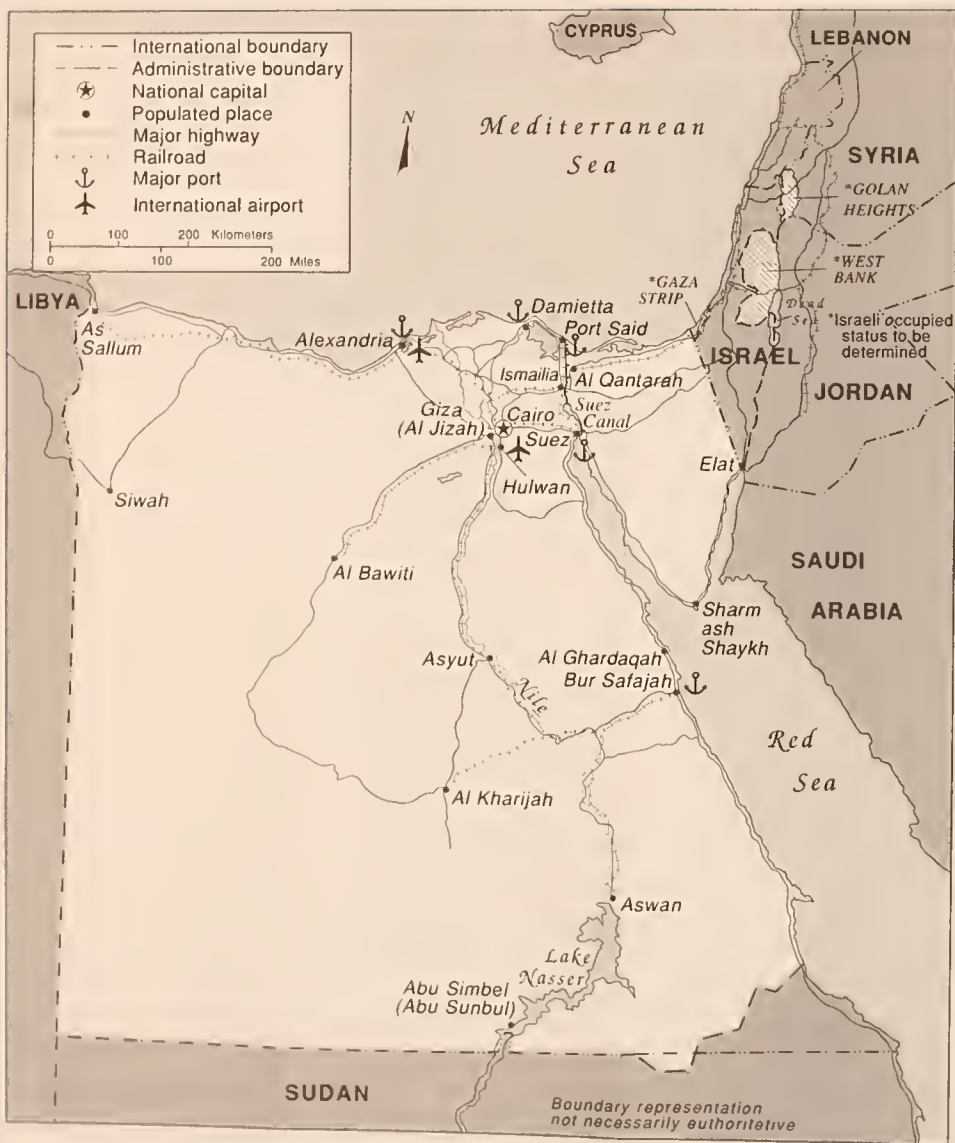 International boundary
Administrative boundary
National capital
Populated place
Major highway
Railroad
Major port
International airport
0 100 200 Kilometers
0 100 200 Miles
N
CYPRUS
LEBANON
Mediterranean
Sea
SYRIA
*GOLAN
HEIGHTS
*WEST
BANK
*GAZA
STRIP
Dead
Sea
*Israeli occupied
status to be
determined
ISRAEL
JORDAN
LIBYA
As
Sallum
Alexandria
Damietta
Port Said
Ismailia
Al Qantarah
Giza
(Al Jizah)
Cairo
Suez
Canal
Suez
Hulwan
Elat
Siwah
Al Bawiti
SAUDI
ARABIA
Sharm
ash
Shaykh
Asyut
Nile
Al Ghardaqah
Bur Safajah
Red
Sea
Al Kharijah
Aswan
Lake
Nasser
Abu Simbel
(Abu Sunbul)
SUDAN
Boundary representation
not necessarily euthoritetive